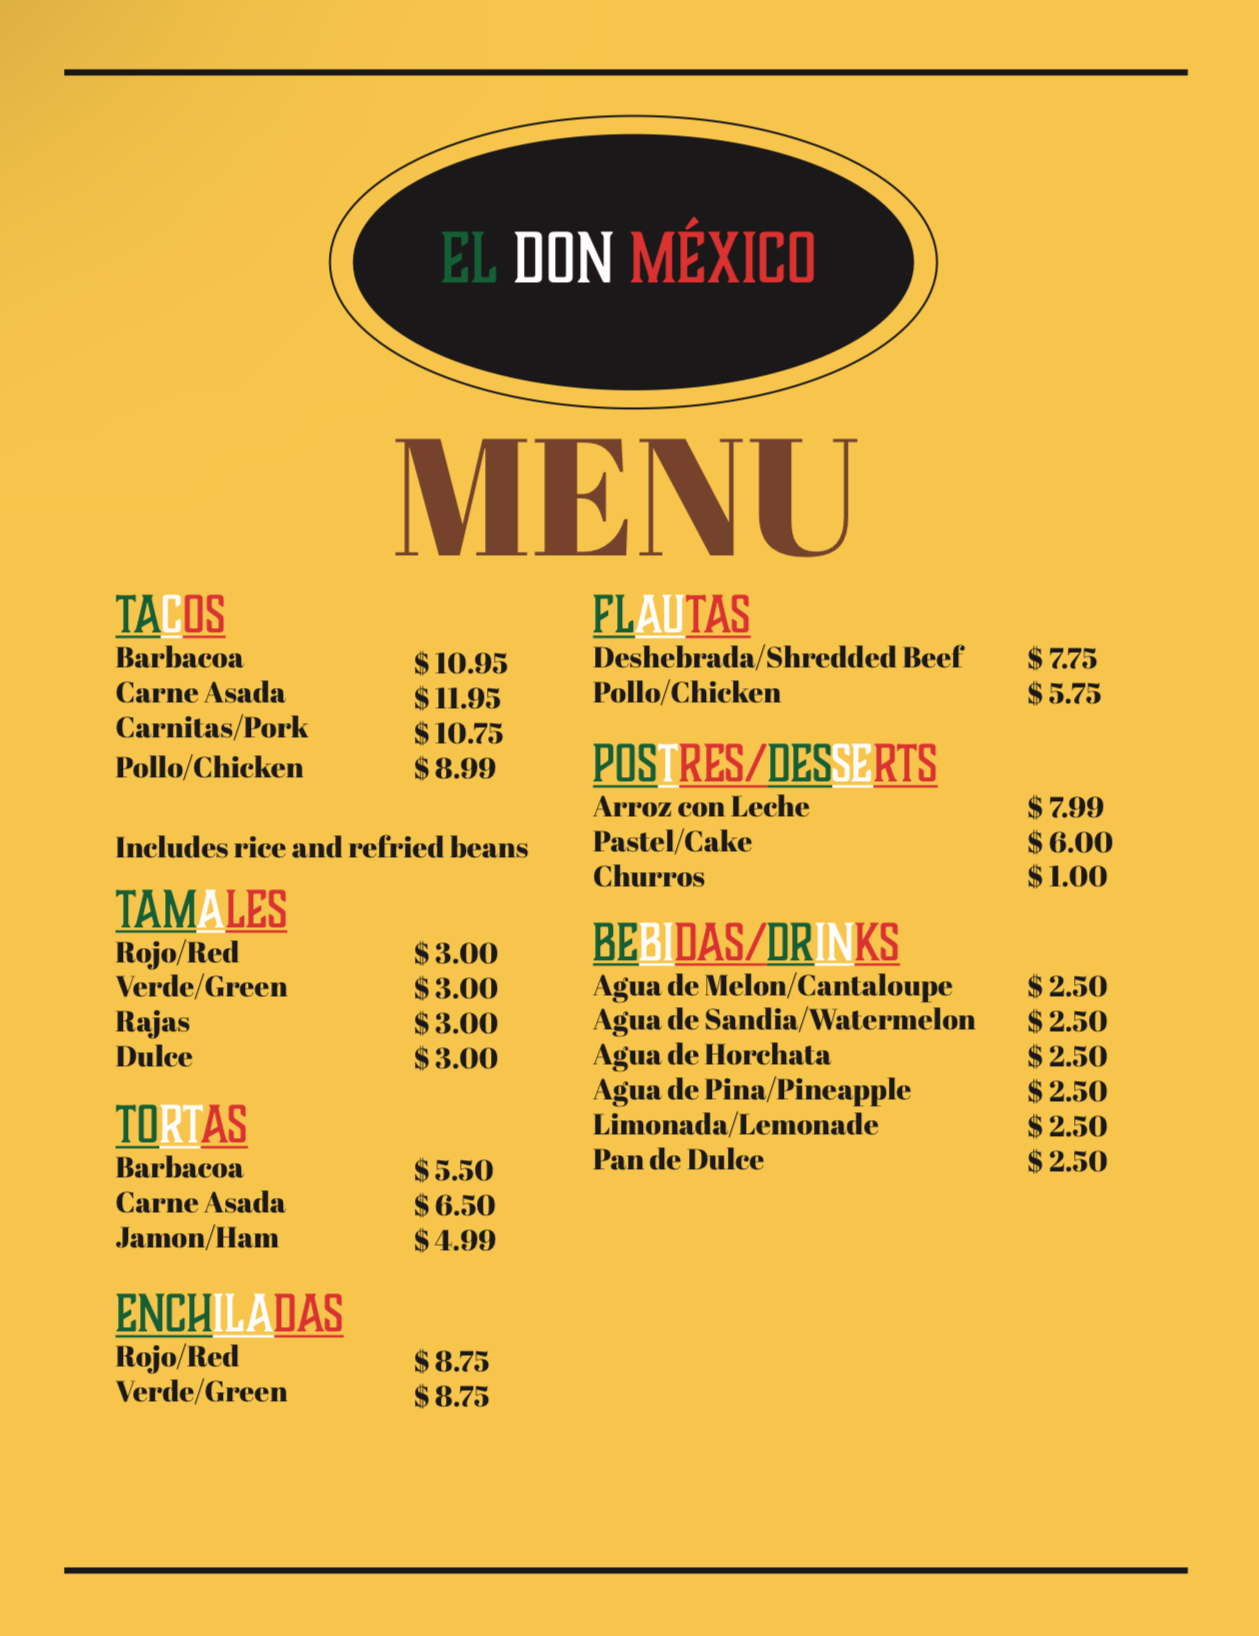 EL DON MÉXICO
MENU
TACOS
Barbacoa $ 10.95
Carne Asada $ 11.95
Carnitas/Pork $ 10.75
Pollo/Chicken $ 8.99
Includes rice and refried beans
TAMALES
Rojo/Red $ 3.00
Verde/Green $ 3.00
Rajas $ 3.00
Dulce $ 3.00
TORTAS
Barbacoa $ 5.50
Carne Asada $ 6.50
Jamon/Ham $ 4.99
ENCHILADAS
Rojo/Red $ 8.75
Verde/Green $ 8.75
FLAUTAS
Deshebrada/Shredded Beef $ 7.75
Pollo/Chicken $ 5.75
POSTRES/DESSERTS
Arroz con Leche $ 7.99
Pastel/Cake $ 6.00
Churros $ 1.00
BEBIDAS/DRINKS
Agua de Melon/Cantaloupe $ 2.50
Agua de Sandia/Watermelon $ 2.50
Agua de Horchata $ 2.50
Agua de Pina/Pineapple $ 2.50
Limonada/Lemonade $ 2.50
Pan de Dulce $ 2.50